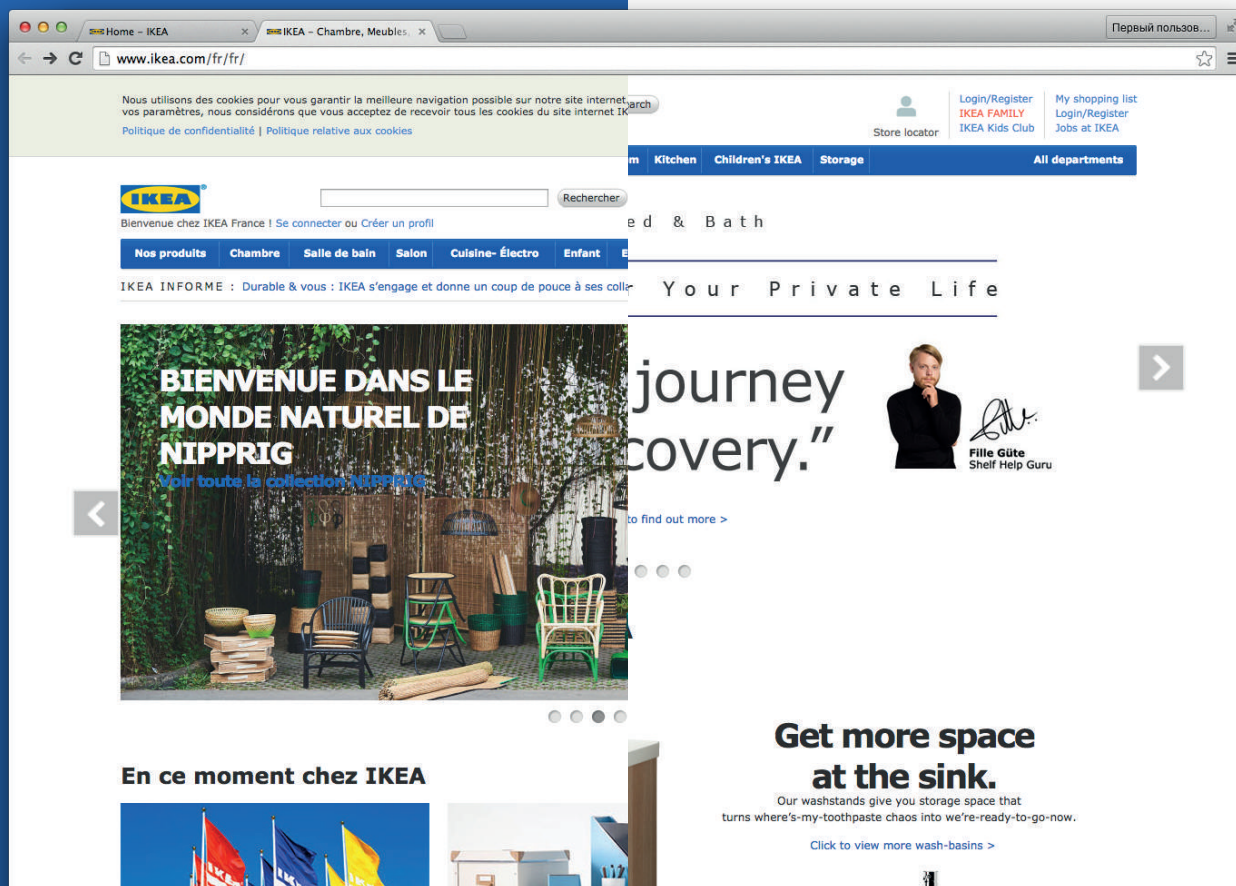 Home – IKEA
IKEA – Chambre, Meubles,
Первый пользов...
www.ikea.com/fr/fr/
Nous utilisons des cookies pour vous garantir la meilleure navigation possible sur notre site internet.
vos paramètres, nous considérons que vous acceptez de recevoir tous les cookies du site internet IK
Politique de confidentialité | Politique relative aux cookies
IKEA
Rechercher
Bienvenue chez IKEA France ! Se connecter ou Créer un profil
Nos produits Chambre Salle de bain Salon Cuisine- Électro Enfant E
IKEA INFORME : Durable & vous : IKEA s'engage et donne un coup de pouce à ses colla
BIENVENUE DANS LE
MONDE NATUREL DE
NIPPRIG
Voir toute la collection NIPPRIG
En ce moment chez IKEA
arch
Store locator
Login/Register
IKEA FAMILY
IKEA Kids Club
My shopping list
Login/Register
Jobs at IKEA
m Kitchen Children's IKEA Storage All departments
ed & Bath
r Your Private Life
journey
covery.”
Fille Güte
Shelf Help Guru
to find out more >
Get more space
at the sink.
Our washstands give you storage space that
turns where’s-my-toothpaste chaos into we’re-ready-to-go-now.
Click to view more wash-basins >